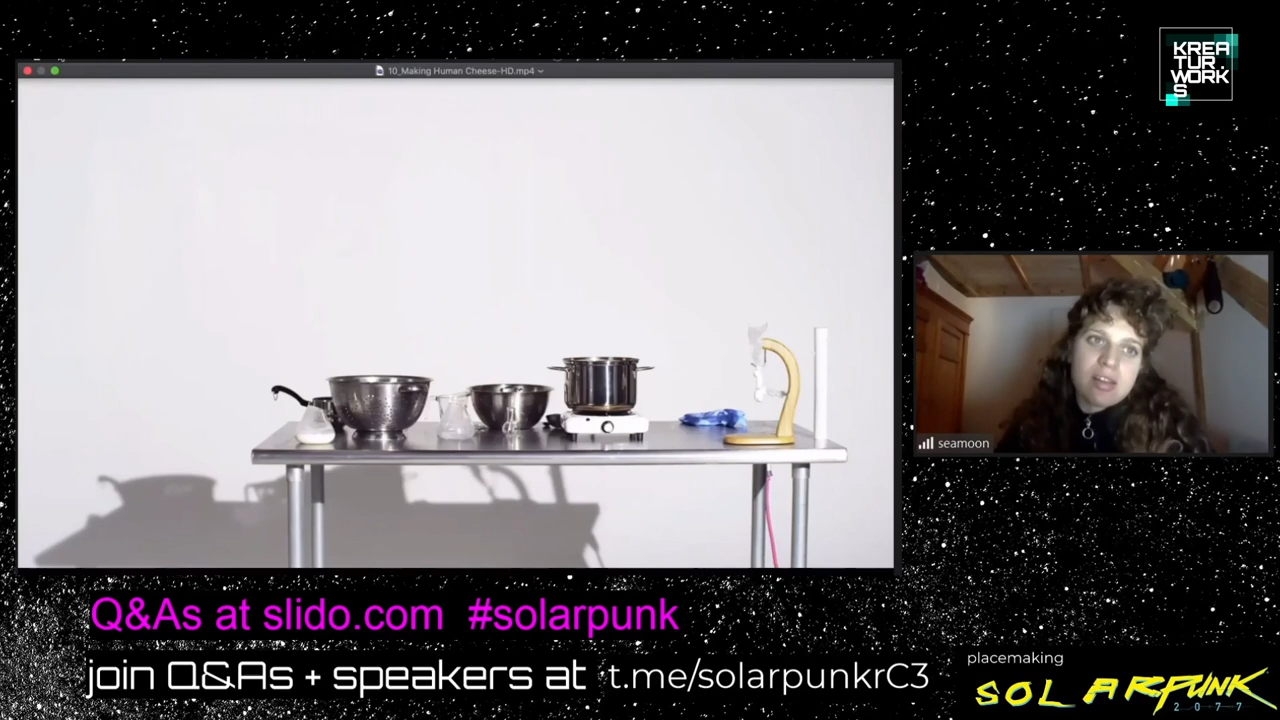 10_Making Human Cheese-HD.mp4
KREA
TUR.
WORK
S
seamoon
Q&As at slido.com #solarpunk
join Q&As + speakers at t.me/solarpunkrC3
placemaking
SOLARPUNK
2077